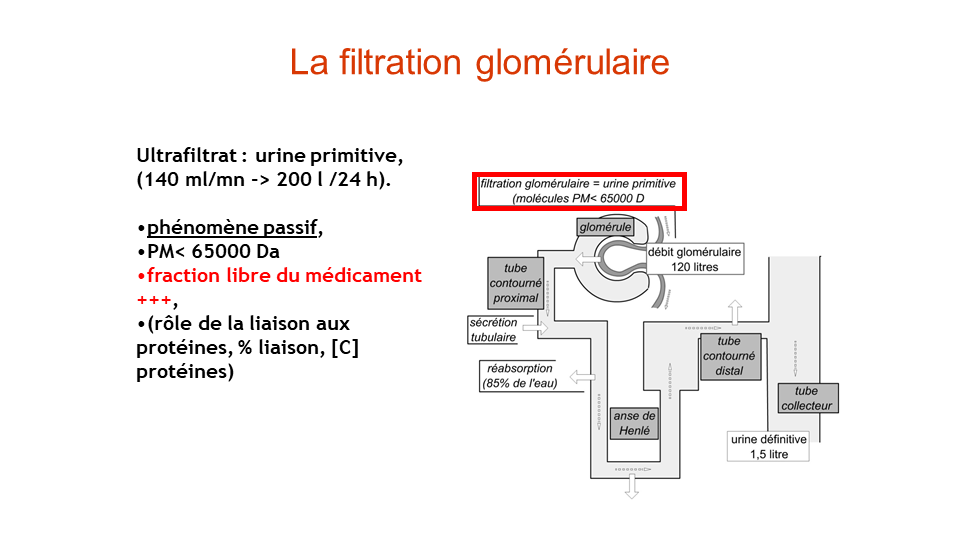 La filtration glomérulaire
Ultrafiltrat : urine primitive,
(140 ml/mn -> 200 l /24 h).
•phénomène passif,
•PM< 65000 Da
•fraction libre du médicament
+++,
•(rôle de la liaison aux
protéines, % liaison, [C]
protéines)
filtration glomérulaire = urine primitive
(molécules PM< 65000 D
glomérule
débit glomérulaire
120 litres
tube
contourné
proximal
sécrétion
tubulaire
réabsorption
(85% de l'eau)
anse de
Henlé
tube
contourné
distal
tube
collecteur
urine définitive
1,5 litre